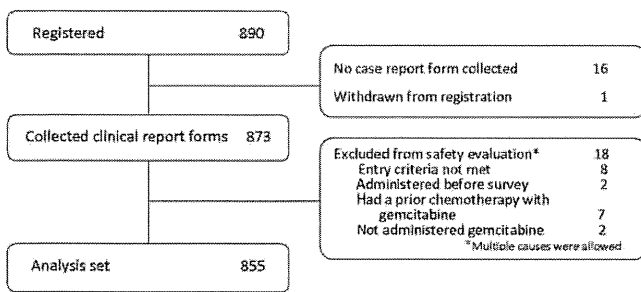 Registered 890
No case report form collected 16
Withdrawn from registration 1
Collected clinical report forms 873
Excluded from safety evaluation* 18
Entry criteria not met 8
Administered before survey 2
Had a prior chemotherapy with
gemcitabine 7
Not administered gemcitabine 2
*Multiple causes were allowed
Analysis set 855